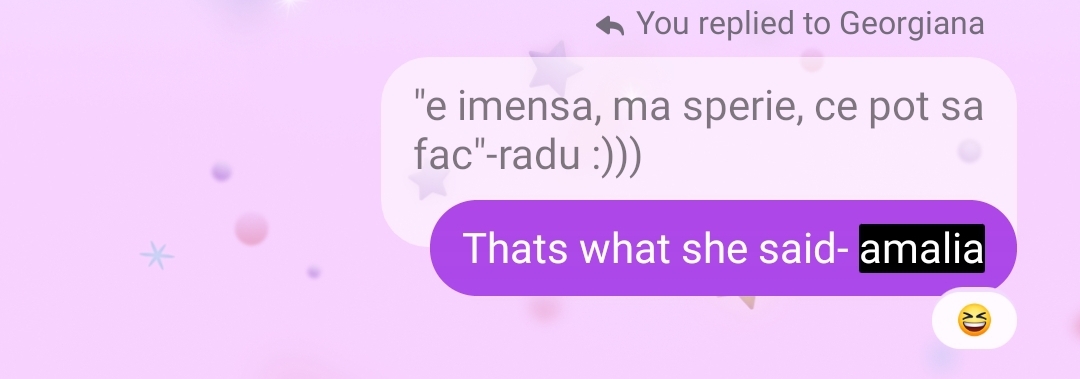 You replied to Georgiana
"e imensa, ma sperie, ce pot sa
fac"-radu :)))
Thats what she said- amalia